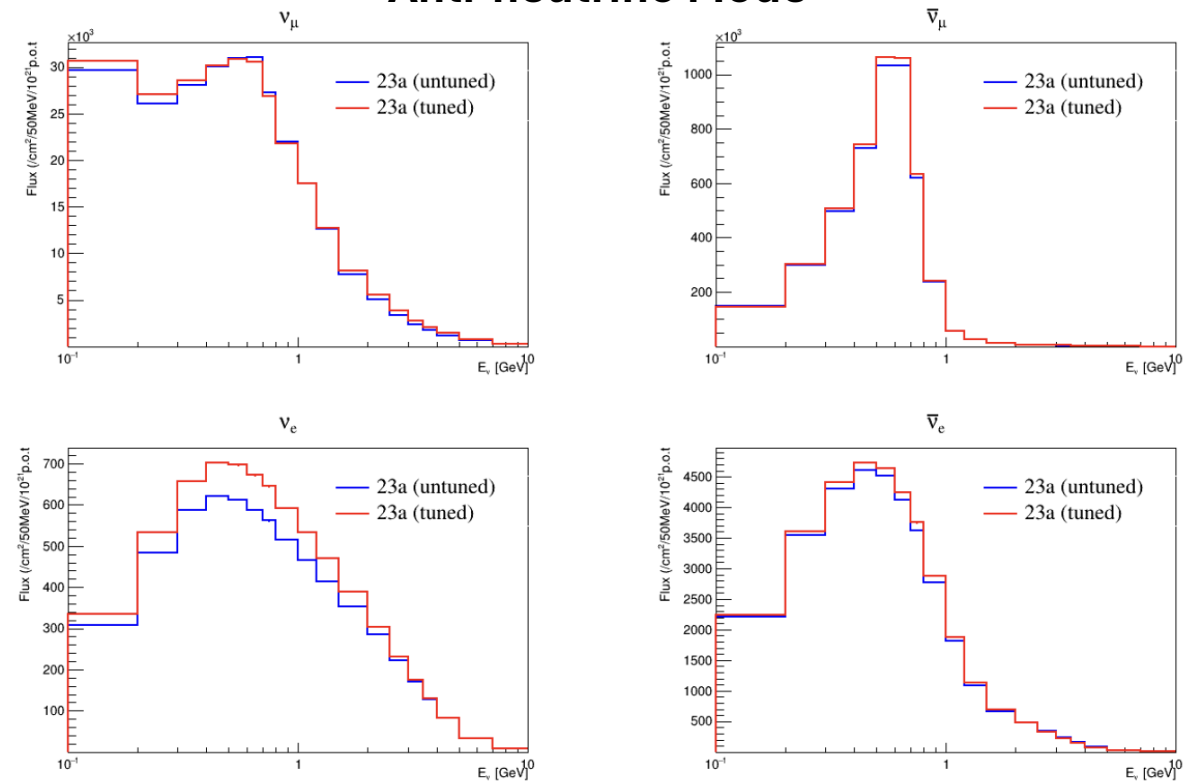 Anti-neutrino Mode
ν_μ
×10³
Flux (/cm²/50MeV/10²¹p.o.t
30
25
20
15
10
5
10⁻¹
1
10
E_ν [GeV]
23a (untuned)
23a (tuned)
ν̄_μ
×10³
Flux (/cm²/50MeV/10²¹p.o.t
1000
800
600
400
200
10⁻¹
1
10
E_ν [GeV]
23a (untuned)
23a (tuned)
ν_e
Flux (/cm²/50MeV/10²¹p.o.t
700
600
500
400
300
200
100
10⁻¹
1
10
E_ν [GeV]
23a (untuned)
23a (tuned)
ν̄_e
Flux (/cm²/50MeV/10²¹p.o.t
4500
4000
3500
3000
2500
2000
1500
1000
500
10⁻¹
1
10
E_ν [GeV]
23a (untuned)
23a (tuned)